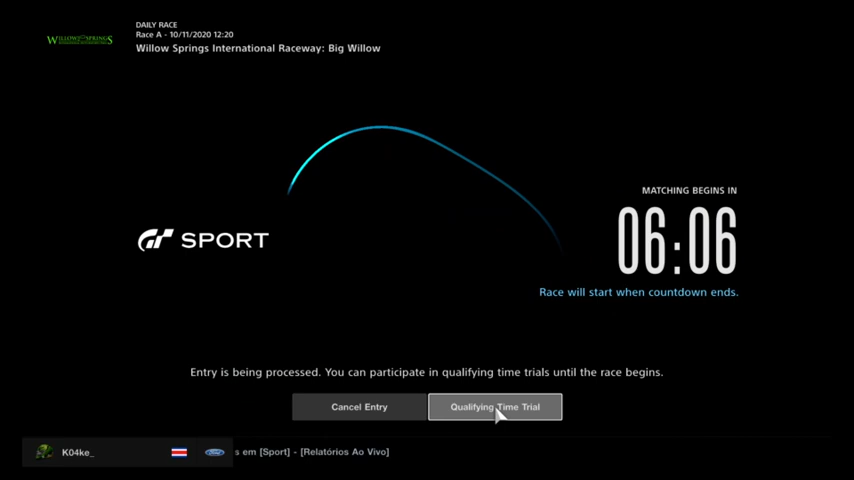 WILLOW SPRINGS
DAILY RACE
Race A - 10/11/2020 12:20
Willow Springs International Raceway: Big Willow
MATCHING BEGINS IN
06:06
GT SPORT
Race will start when countdown ends.
Entry is being processed. You can participate in qualifying time trials until the race begins.
Cancel Entry
Qualifying Time Trial
K04ke_
Ford
s em [Sport] - [Relatórios Ao Vivo]